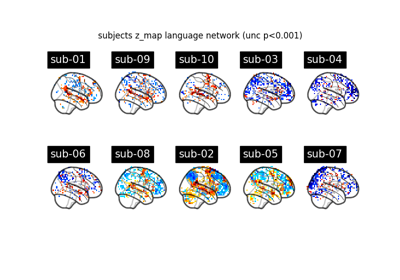 subjects z_map language network (unc p<0.001)
sub-01 sub-09 sub-10 sub-03 sub-04
sub-06 sub-08 sub-02 sub-05 sub-07